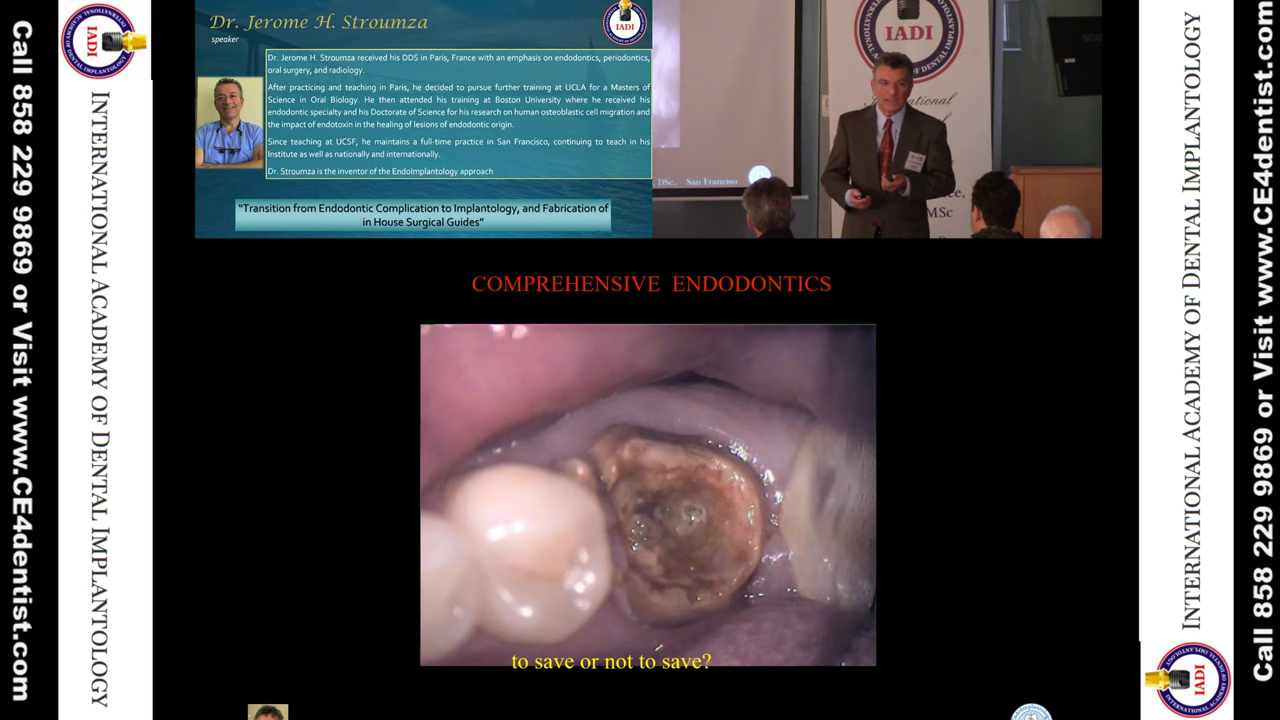 Call 858 229 9869 or Visit www.CE4dentist.com
IADI
INTERNATIONAL ACADEMY OF DENTAL IMPLANTOLOGY
Dr. Jerome H. Stroumza
speaker
IADI
Dr. Jerome H. Stroumza received his DDS in Paris, France with an emphasis on endodontics, periodontics,
oral surgery, and radiology.
After practicing and teaching in Paris, he decided to pursue further training at UCLA for a Masters of
Science in Oral Biology. He then attended his training at Boston University where he received his
endodontic specialty and his Doctorate of Science for his research on human osteoblastic cell migration and
the impact of endotoxin in the healing of lesions of endodontic origin.
Since teaching at UCSF, he maintains a full-time practice in San Francisco, continuing to teach in his
Institute as well as nationally and internationally.
Dr. Stroumza is the inventor of the EndoImplantology approach
"Transition from Endodontic Complication to Implantology, and Fabrication of
in House Surgical Guides"
IADI
DSc., San Franciso
MSc
COMPREHENSIVE ENDODONTICS
to save or not to save?
INTERNATIONAL ACADEMY OF DENTAL IMPLANTOLOGY
IADI
Call 858 229 9869 or Visit www.CE4dentist.com